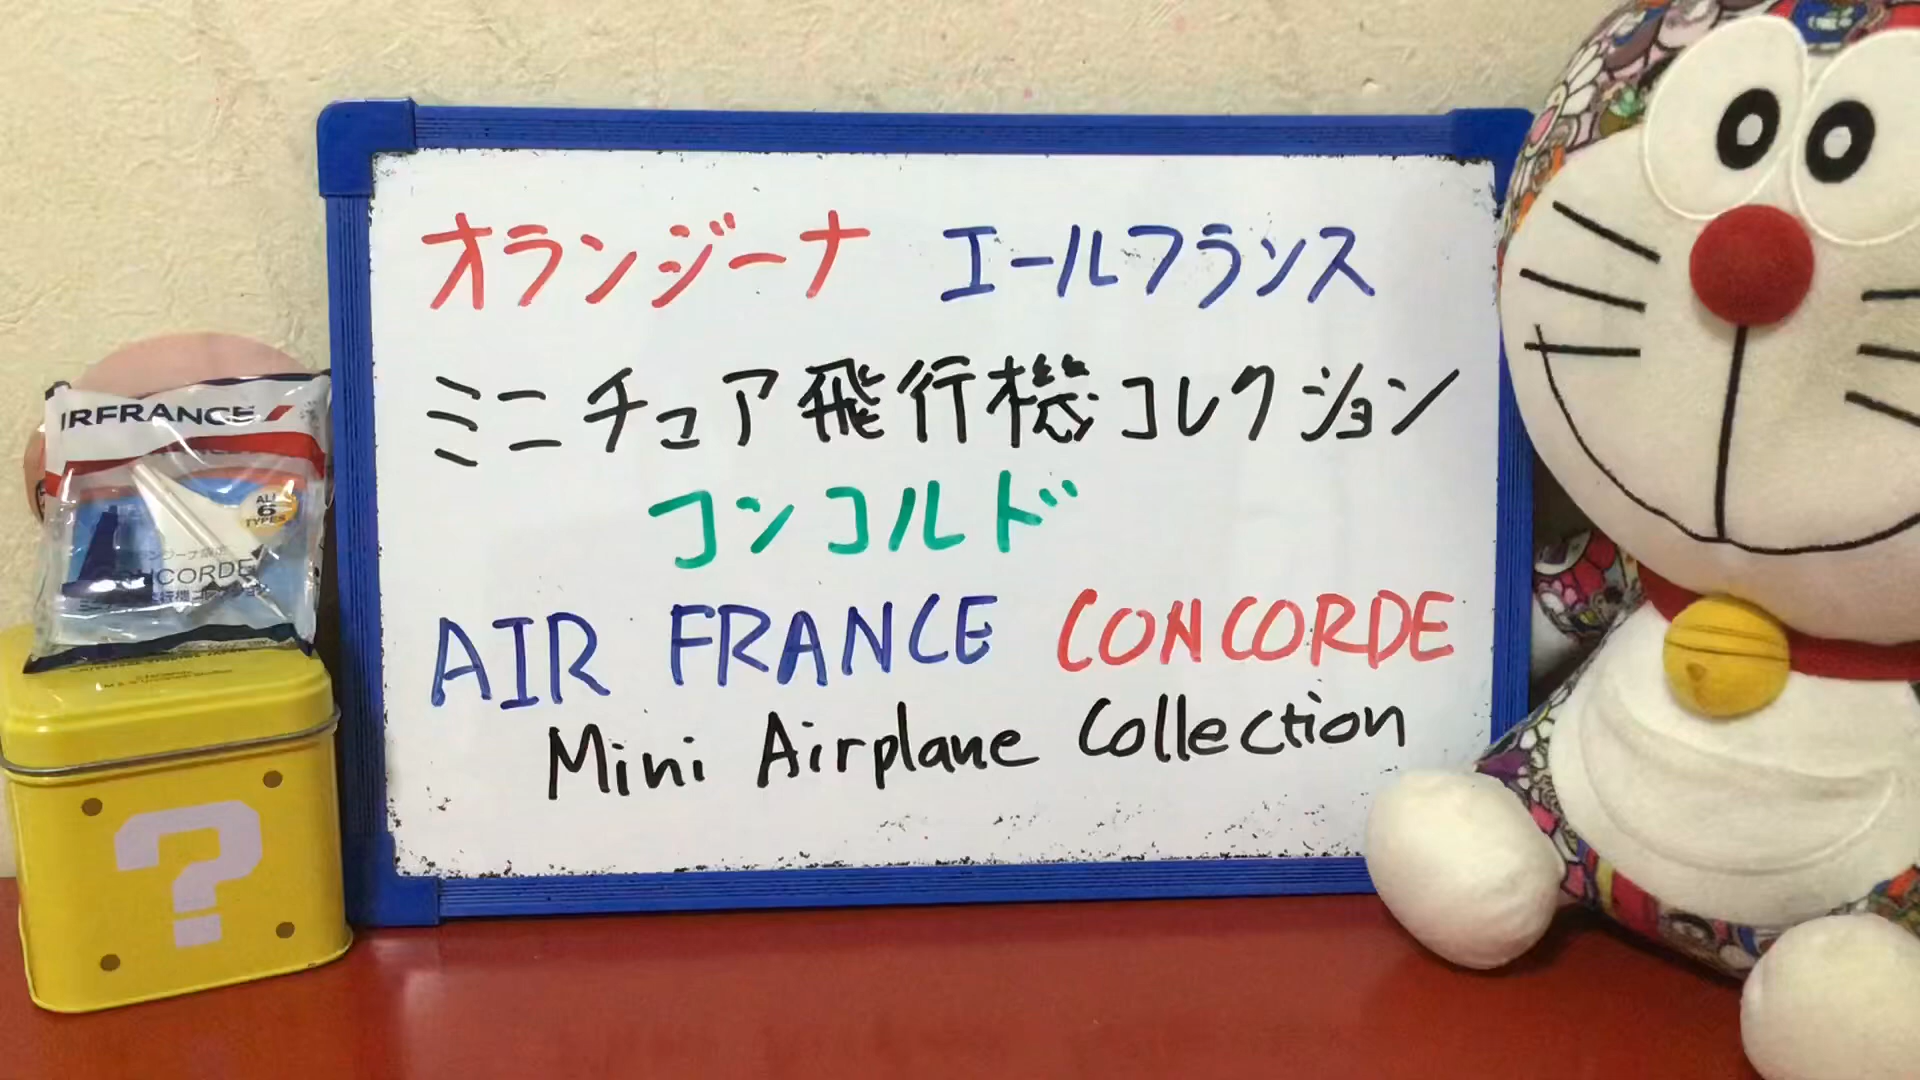 オランジーナ エールフランス
ミニチュア飛行機コレクション
コンコルド
AIR FRANCE CONCORDE
Mini Airplane Collection
IRFRANCE
ALL
6
TYPES
CONCORDE
?